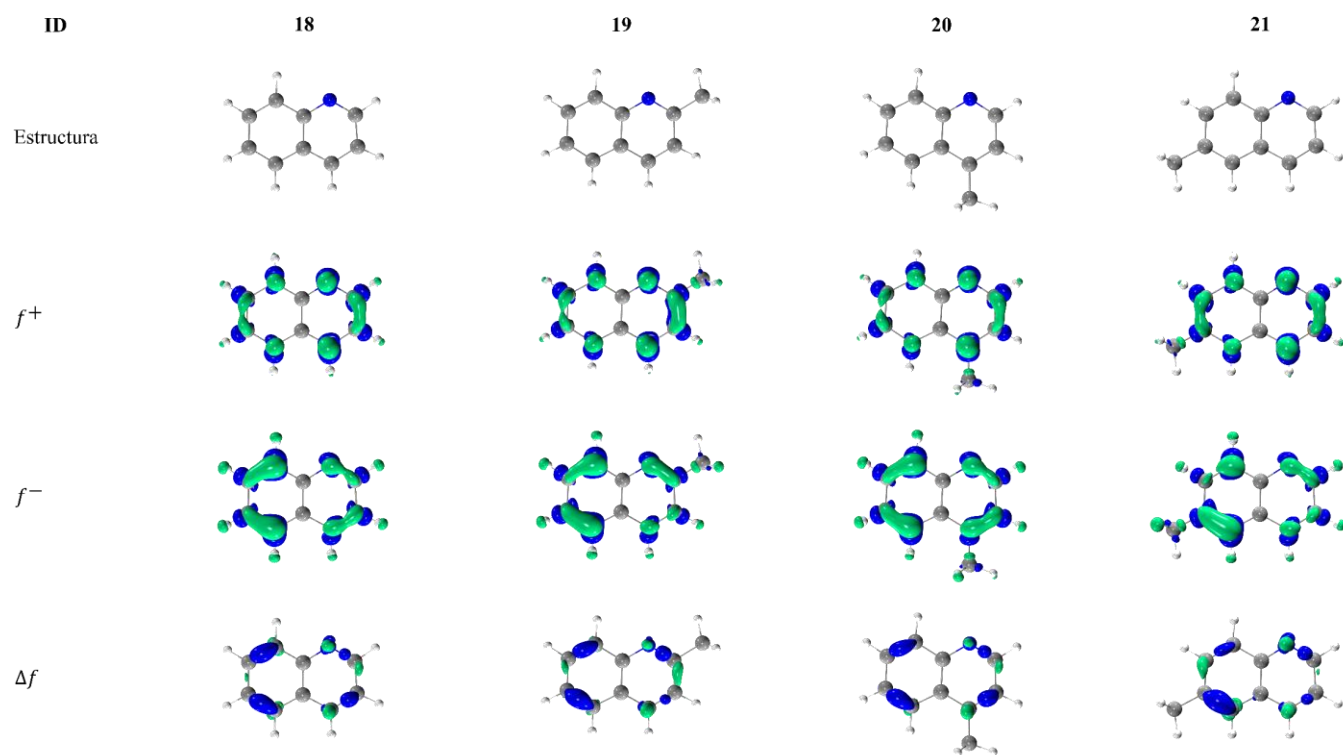 ID 18 19 20 21
Estructura
f⁺
f⁻
Δf